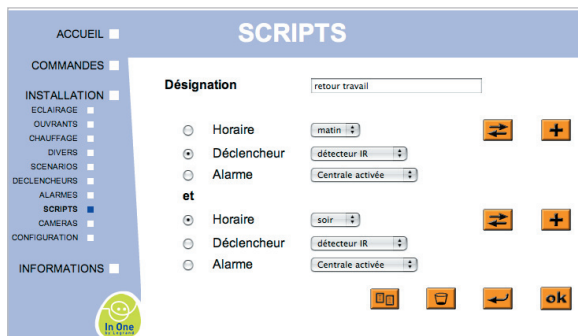 SCRIPTS
ACCUEIL
COMMANDES
INSTALLATION
ECLAIRAGE
OUVRANTS
CHAUFFAGE
DIVERS
SCENARIOS
DECLENCHEURS
ALARMES
SCRIPTS
CAMERAS
CONFIGURATION
INFORMATIONS
In One
by Legrand
Désignation
retour travail
Horaire
matin
Déclencheur
détecteur IR
Alarme
Centrale activée
et
Horaire
soir
Déclencheur
détecteur IR
Alarme
Centrale activée
ok